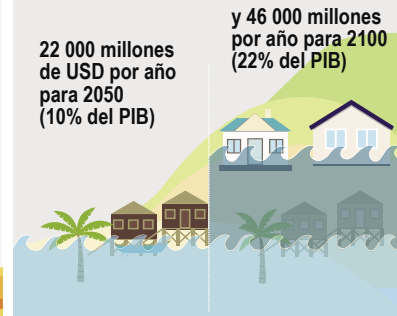 22 000 millones
de USD por año
para 2050
(10% del PIB)
y 46 000 millones
por año para 2100
(22% del PIB)